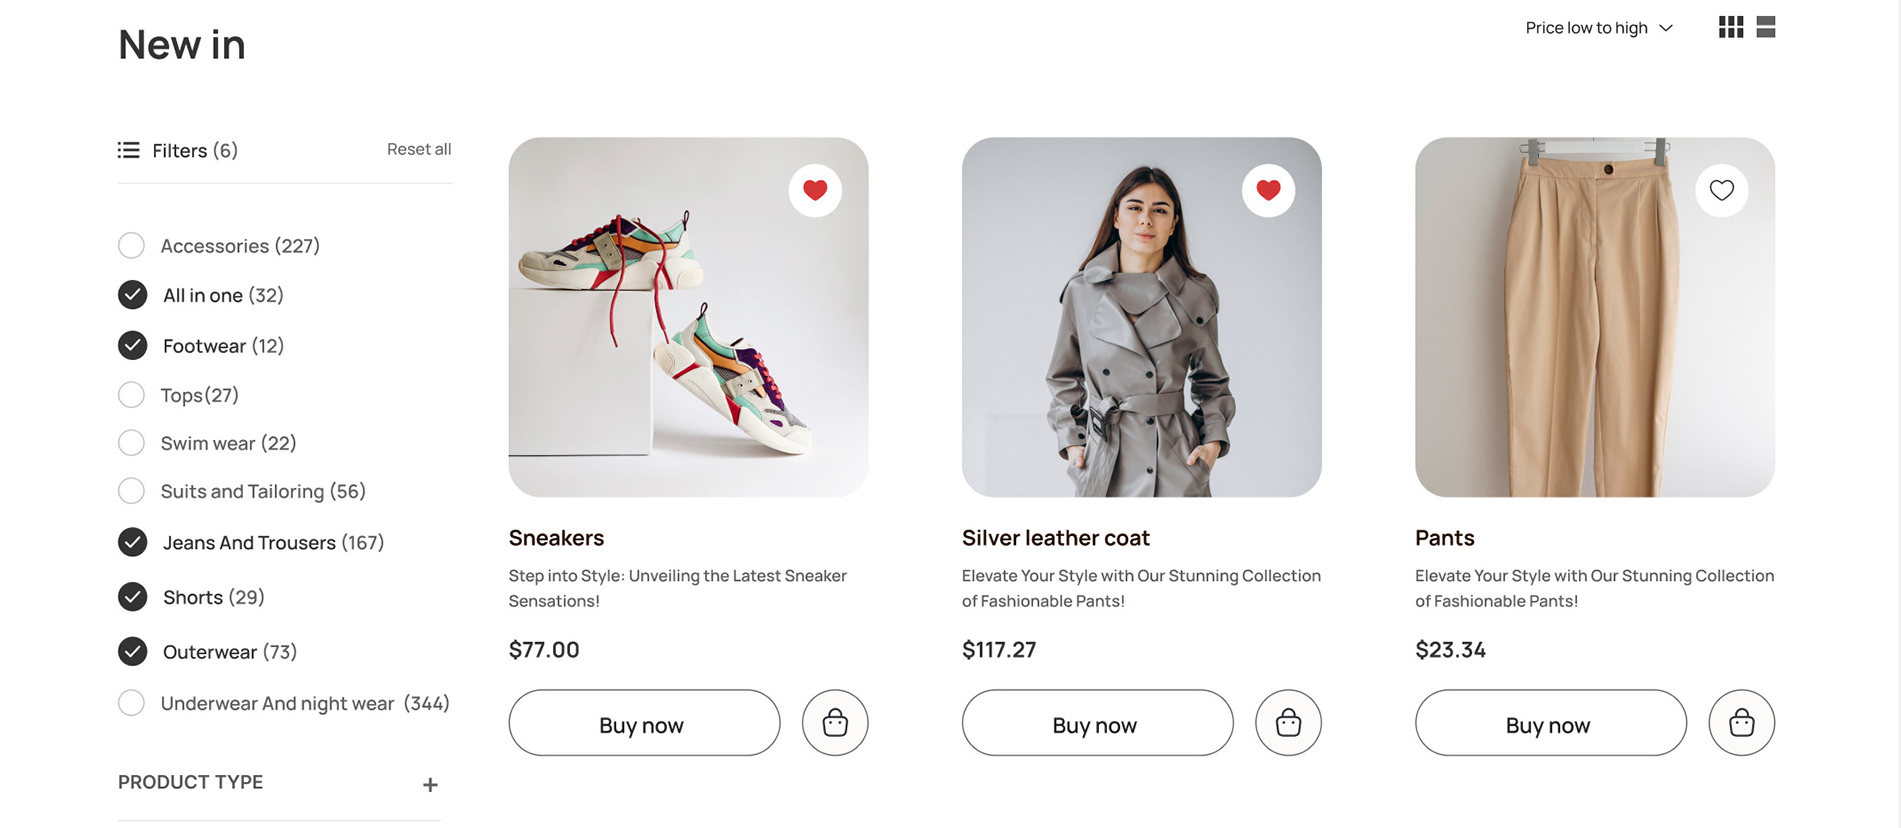 New in
Price low to high
Filters (6)
Reset all
Accessories (227)
All in one (32)
Footwear (12)
Tops(27)
Swim wear (22)
Suits and Tailoring (56)
Jeans And Trousers (167)
Shorts (29)
Outerwear (73)
Underwear And night wear (344)
PRODUCT TYPE
Sneakers
Step into Style: Unveiling the Latest Sneaker
Sensations!
$77.00
Buy now
Silver leather coat
Elevate Your Style with Our Stunning Collection
of Fashionable Pants!
$117.27
Buy now
Pants
Elevate Your Style with Our Stunning Collection
of Fashionable Pants!
$23.34
Buy now